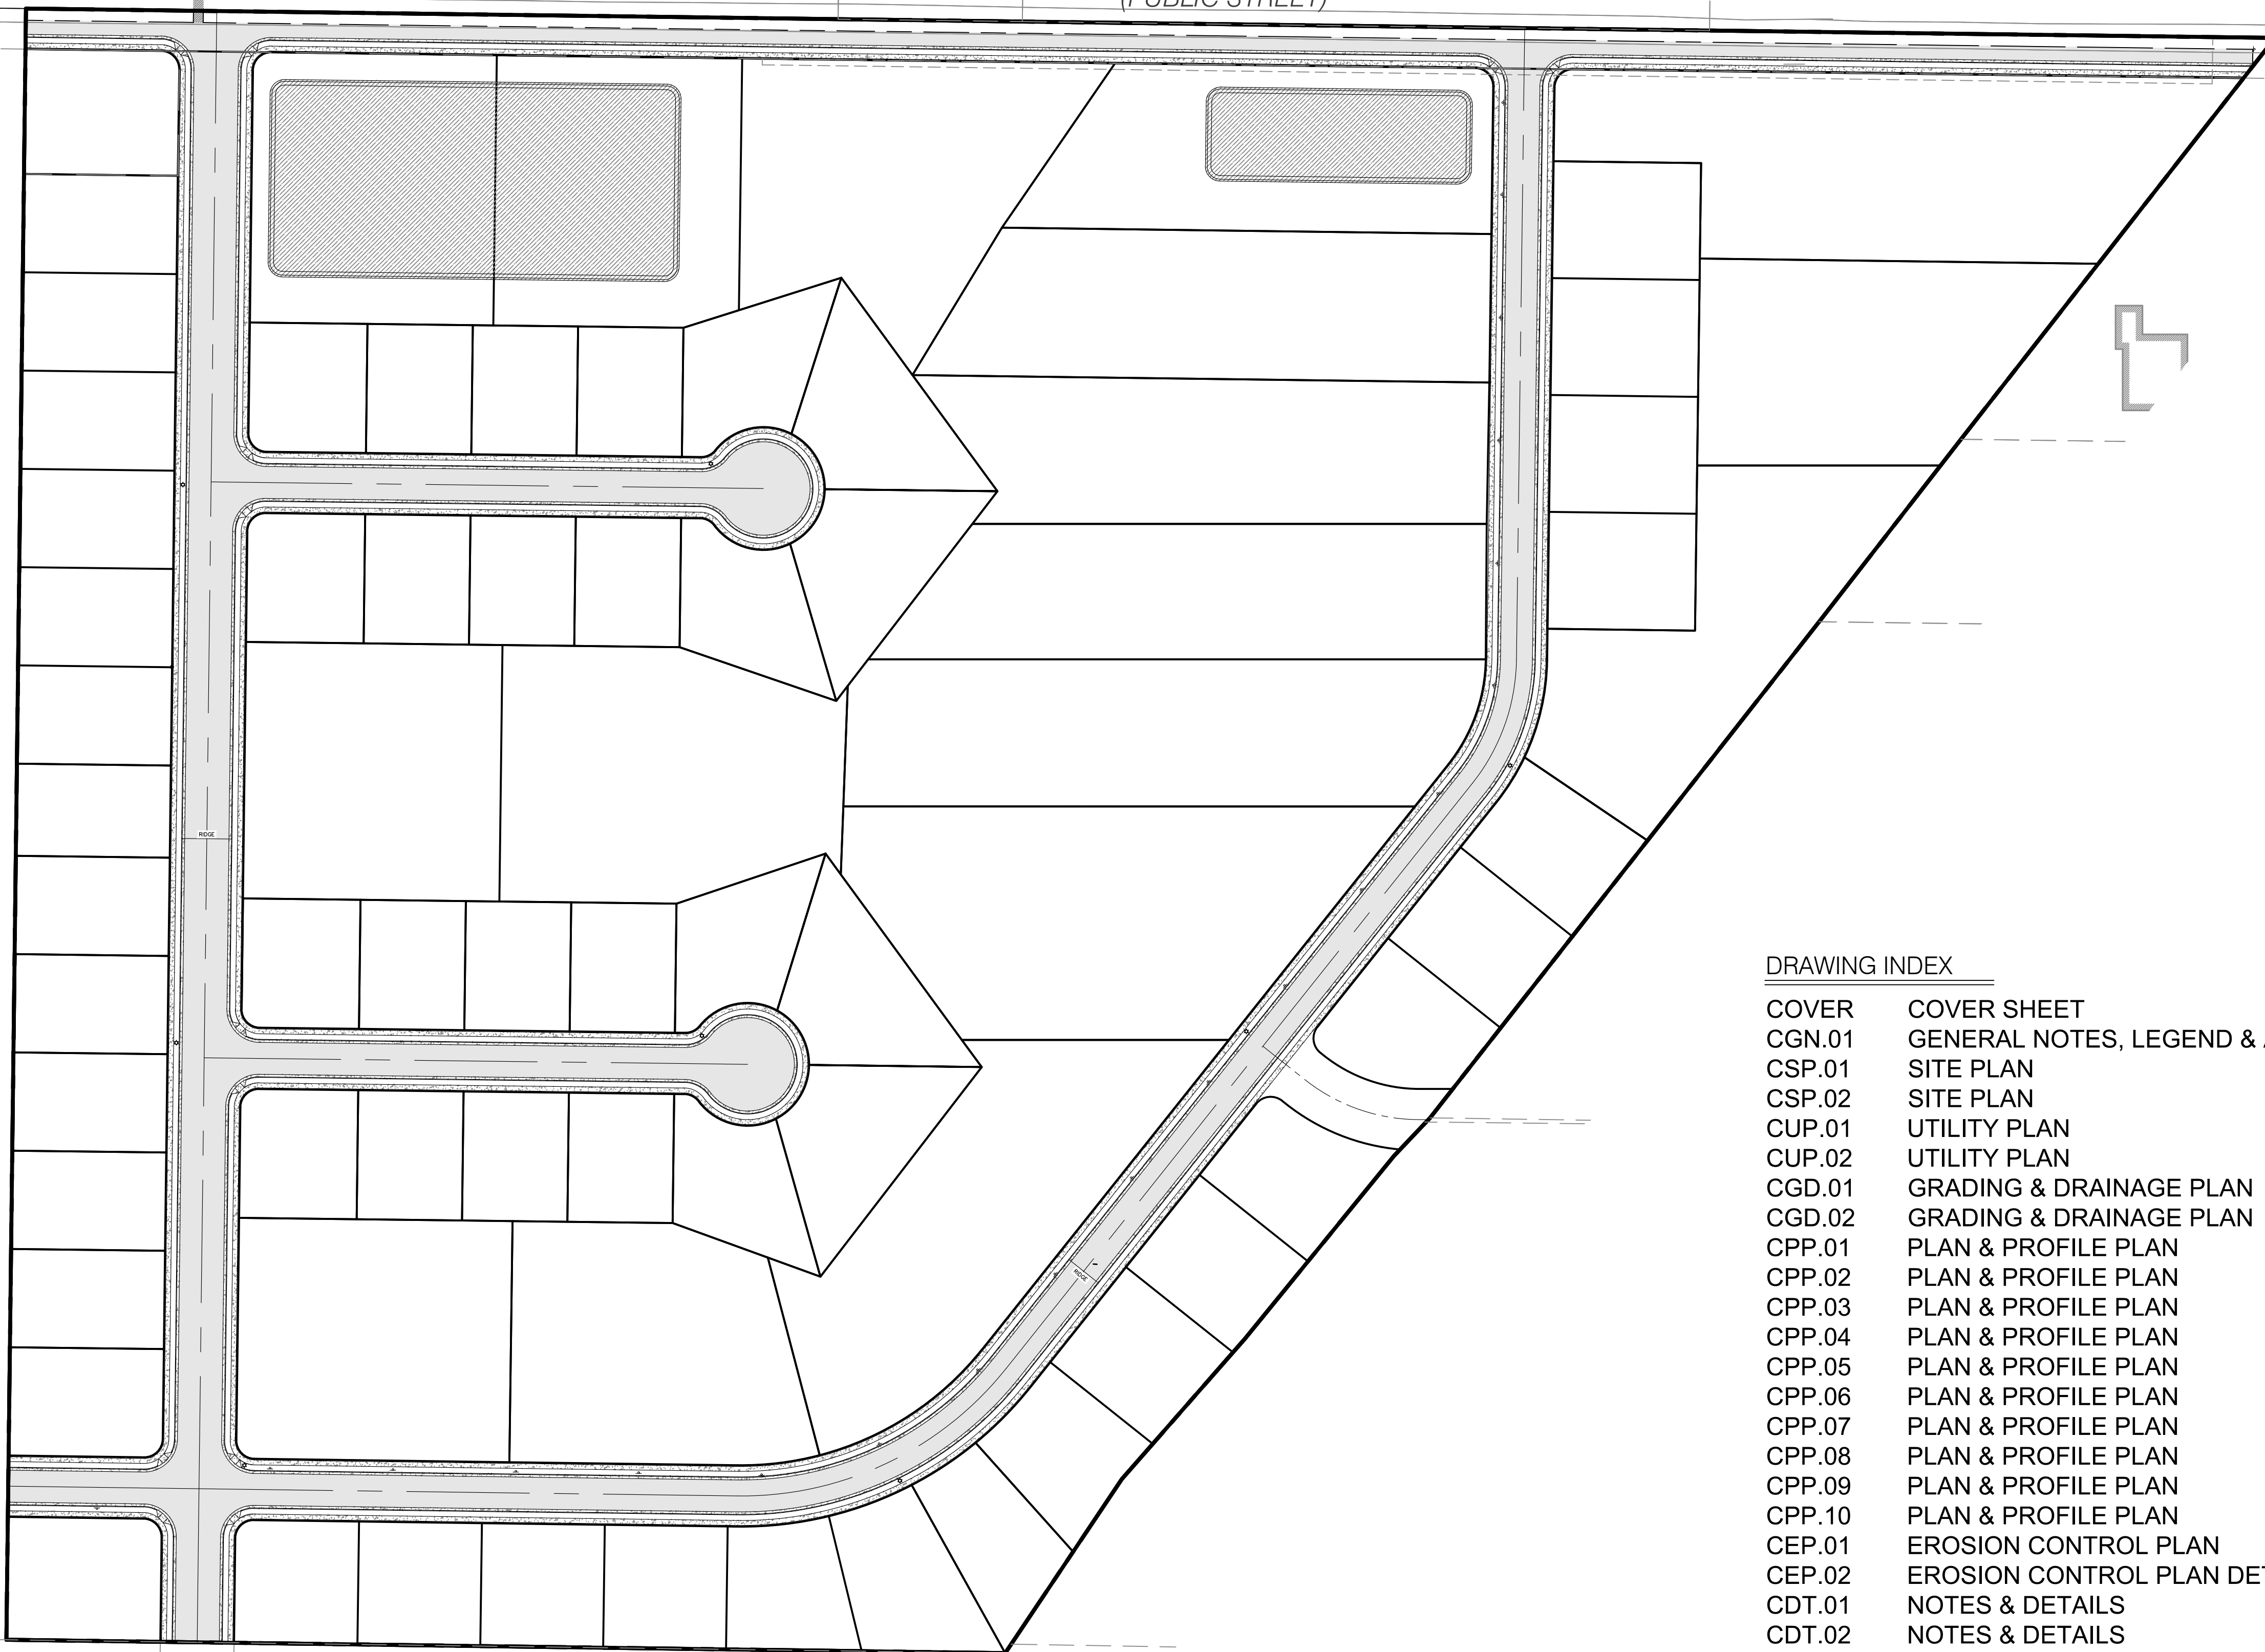 (PUBLIC STREET)
RIDGE
RIDGE
DRAWING INDEX
COVER COVER SHEET
CGN.01 GENERAL NOTES, LEGEND &
CSP.01 SITE PLAN
CSP.02 SITE PLAN
CUP.01 UTILITY PLAN
CUP.02 UTILITY PLAN
CGD.01 GRADING & DRAINAGE PLAN
CGD.02 GRADING & DRAINAGE PLAN
CPP.01 PLAN & PROFILE PLAN
CPP.02 PLAN & PROFILE PLAN
CPP.03 PLAN & PROFILE PLAN
CPP.04 PLAN & PROFILE PLAN
CPP.05 PLAN & PROFILE PLAN
CPP.06 PLAN & PROFILE PLAN
CPP.07 PLAN & PROFILE PLAN
CPP.08 PLAN & PROFILE PLAN
CPP.09 PLAN & PROFILE PLAN
CPP.10 PLAN & PROFILE PLAN
CEP.01 EROSION CONTROL PLAN
CEP.02 EROSION CONTROL PLAN DE
CDT.01 NOTES & DETAILS
CDT.02 NOTES & DETAILS